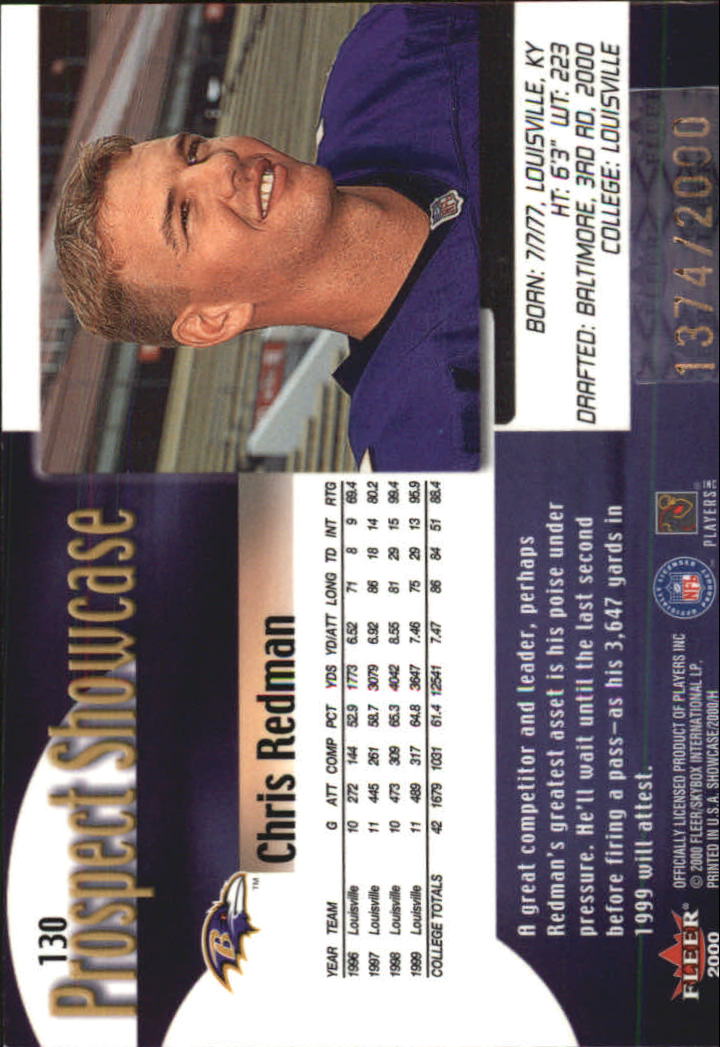 130
Prospect Showcase
B
TM
Chris Redman
YEAR TEAM G ATT COMP PCT YDS YD/ATT LONG TD INT RTG
1996 Louisville 10 272 144 52.9 1773 6.52 71 8 9 69.4
1997 Louisville 11 445 261 58.7 3079 6.92 86 18 14 80.2
1998 Louisville 10 473 309 65.3 4042 8.55 81 29 15 99.4
1999 Louisville 11 489 317 64.8 3647 7.46 75 29 13 95.9
COLLEGE TOTALS 42 1679 1031 61.4 12541 7.47 86 84 51 88.4
BORN: 7/7/77, LOUISVILLE, KY
HT: 6'3" WT: 223
DRAFTED: BALTIMORE, 3RD RD, 2000
COLLEGE: LOUISVILLE
1374/2000
A great competitor and leader, perhaps
Redman's greatest asset is his poise under
pressure. He'll wait until the last second
before firing a pass—as his 3,647 yards in
1999 will attest.
FLEER®
2000
OFFICIALLY LICENSED PRODUCT OF PLAYERS INC
© 2000 FLEER/SKYBOX INTERNATIONAL LP.
PRINTED IN U.S.A. SHOWCASE/2000/H
OFFICIALLY LICENSED PRODUCT
NFL
PLAYERS INC